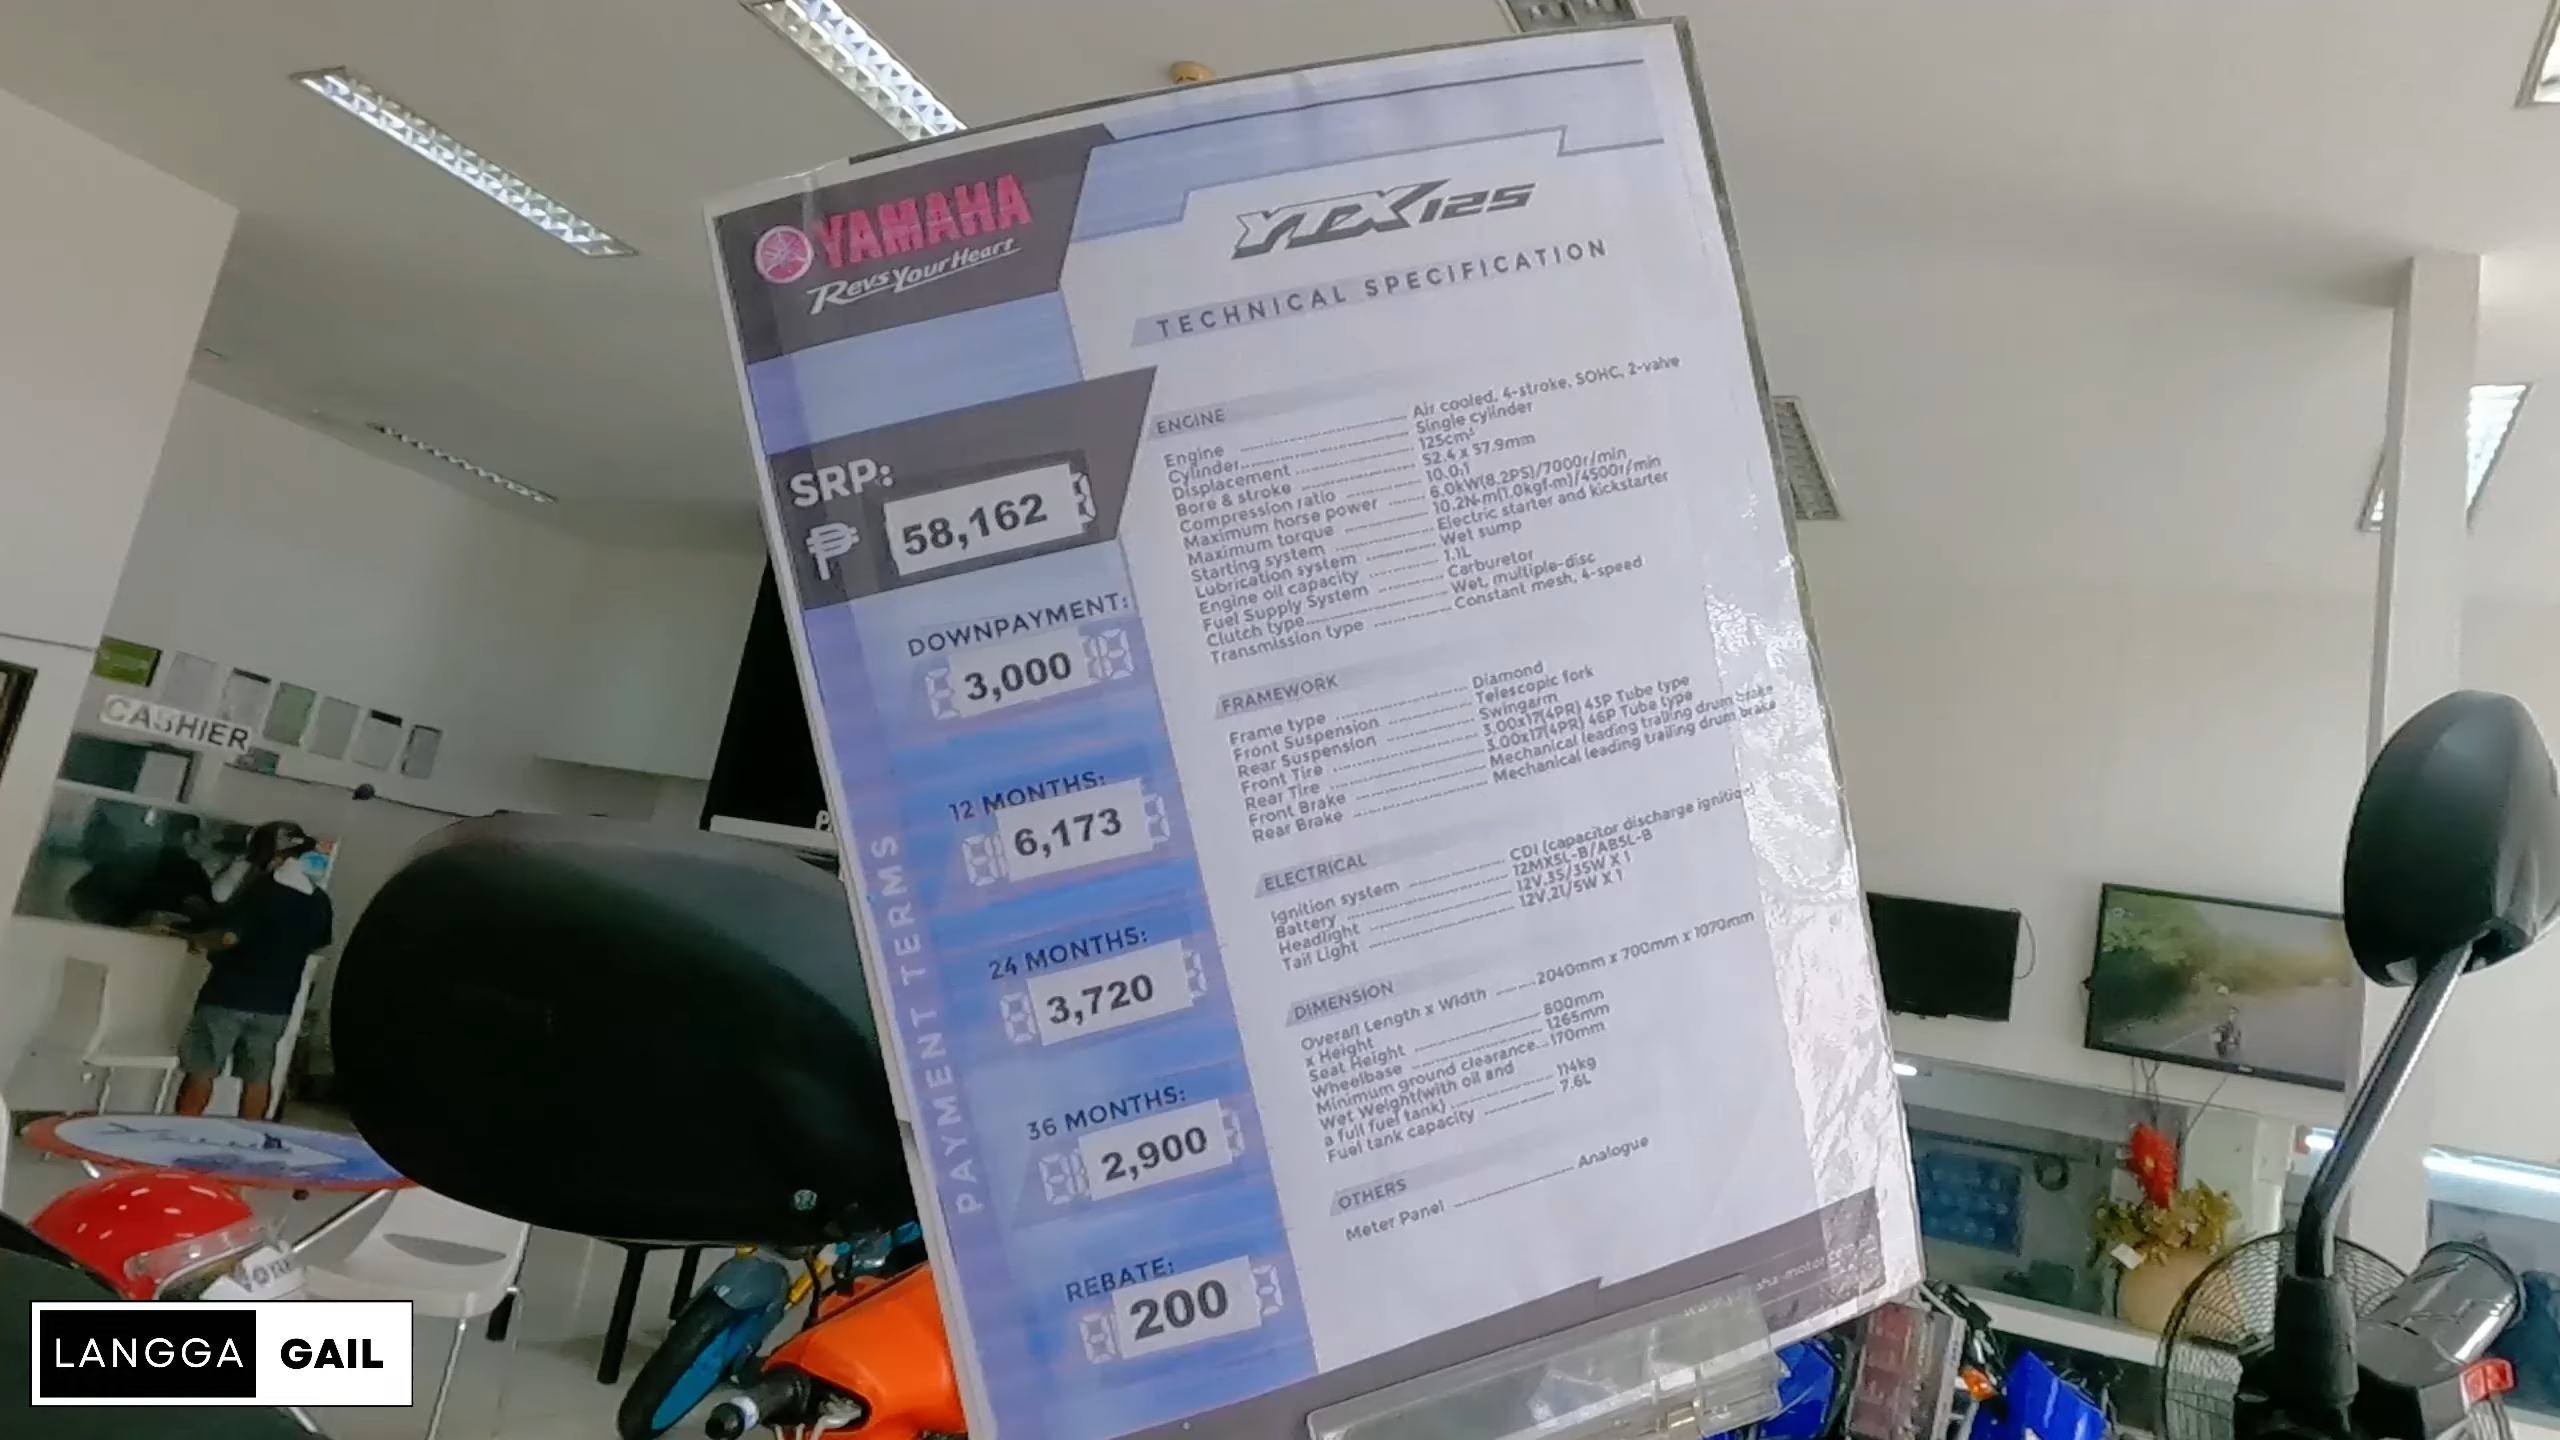 YAMAHA
Revs Your Heart
YTX125
TECHNICAL SPECIFICATION
SRP:
₱ 58,162
DOWNPAYMENT:
3,000
12 MONTHS:
6,173
24 MONTHS:
3,720
36 MONTHS:
2,900
REBATE:
200
PAYMENT TERMS
ENGINE
Engine Air cooled, 4-stroke, SOHC, 2-valve
Cylinder Single cylinder
Displacement 125cm³
Bore & stroke 52.4 x 57.9mm
Compression ratio 10.0:1
Maximum horse power 6.0kW(8.2PS)/7000r/min
Maximum torque 10.2N-m(1.0kgf-m)/4500r/min
Starting system Electric starter and kickstarter
Lubrication system Wet sump
Engine oil capacity 1.1L
Fuel Supply System Carburetor
Clutch type Wet, multiple-disc
Transmission type Constant mesh, 4-speed
FRAMEWORK
Frame type Diamond
Front Suspension Telescopic fork
Rear Suspension Swingarm
Front Tire 3.00x17(4PR) 43P Tube type
Rear Tire 3.00x17(4PR) 46P Tube type
Front Brake Mechanical leading trailing drum brake
Rear Brake Mechanical leading trailing drum brake
ELECTRICAL
Ignition system CDI (capacitor discharge ignition)
Battery 12MX5L-B/AB5L-B
Headlight 12V,35/35W X 1
Tail Light 12V,21/5W X 1
DIMENSION
Overall Length x Width 2040mm x 700mm x 1070mm
x Height
Seat Height 800mm
Wheelbase 1265mm
Minimum ground clearance 170mm
Wet Weight(with oil and
a full fuel tank) 114kg
Fuel tank capacity 7.6L
OTHERS
Meter Panel Analogue
CASHIER
LANGGA GAIL